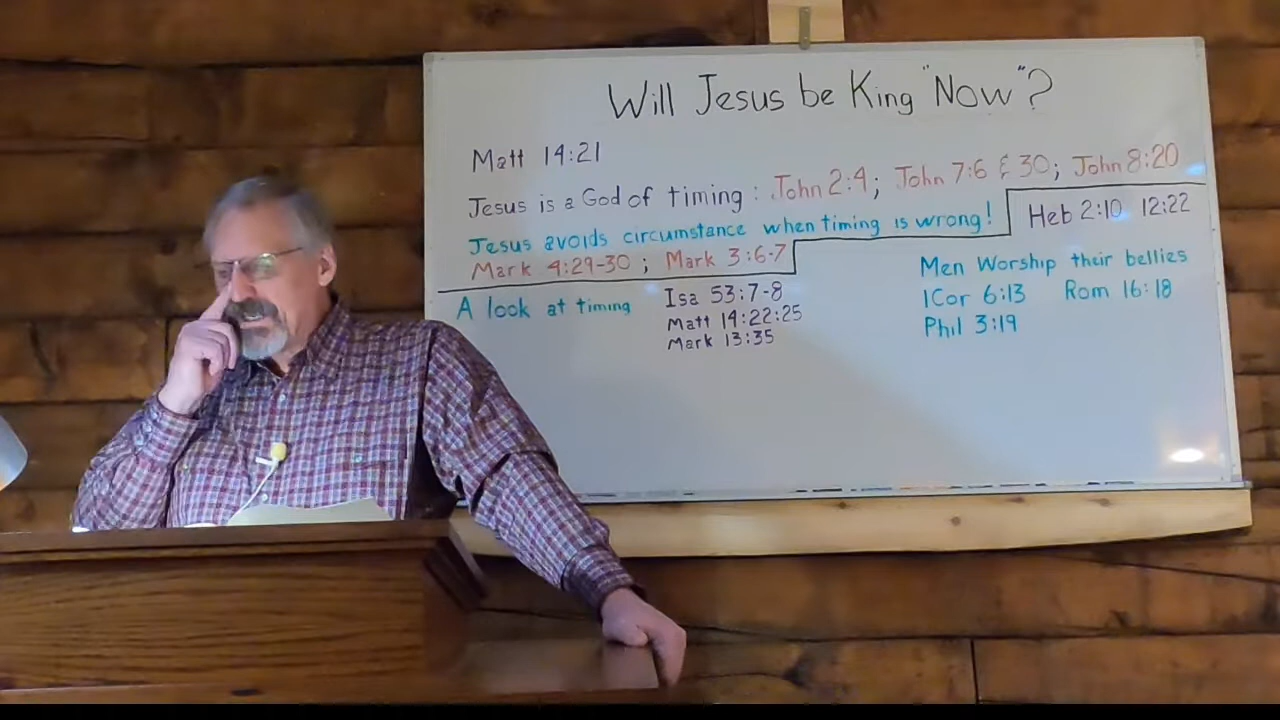 Will Jesus be King "Now"?
Matt 14:21
Jesus is a God of timing : John 2:4; John 7:6 & 30; John 8:20
Jesus avoids circumstance when timing is wrong!
Mark 4:29-30 ; Mark 3:6-7
Heb 2:10 12:22
A look at timing
Isa 53:7-8
Matt 14:22:25
Mark 13:35
Men Worship their bellies
1Cor 6:13 Rom 16:18
Phil 3:19